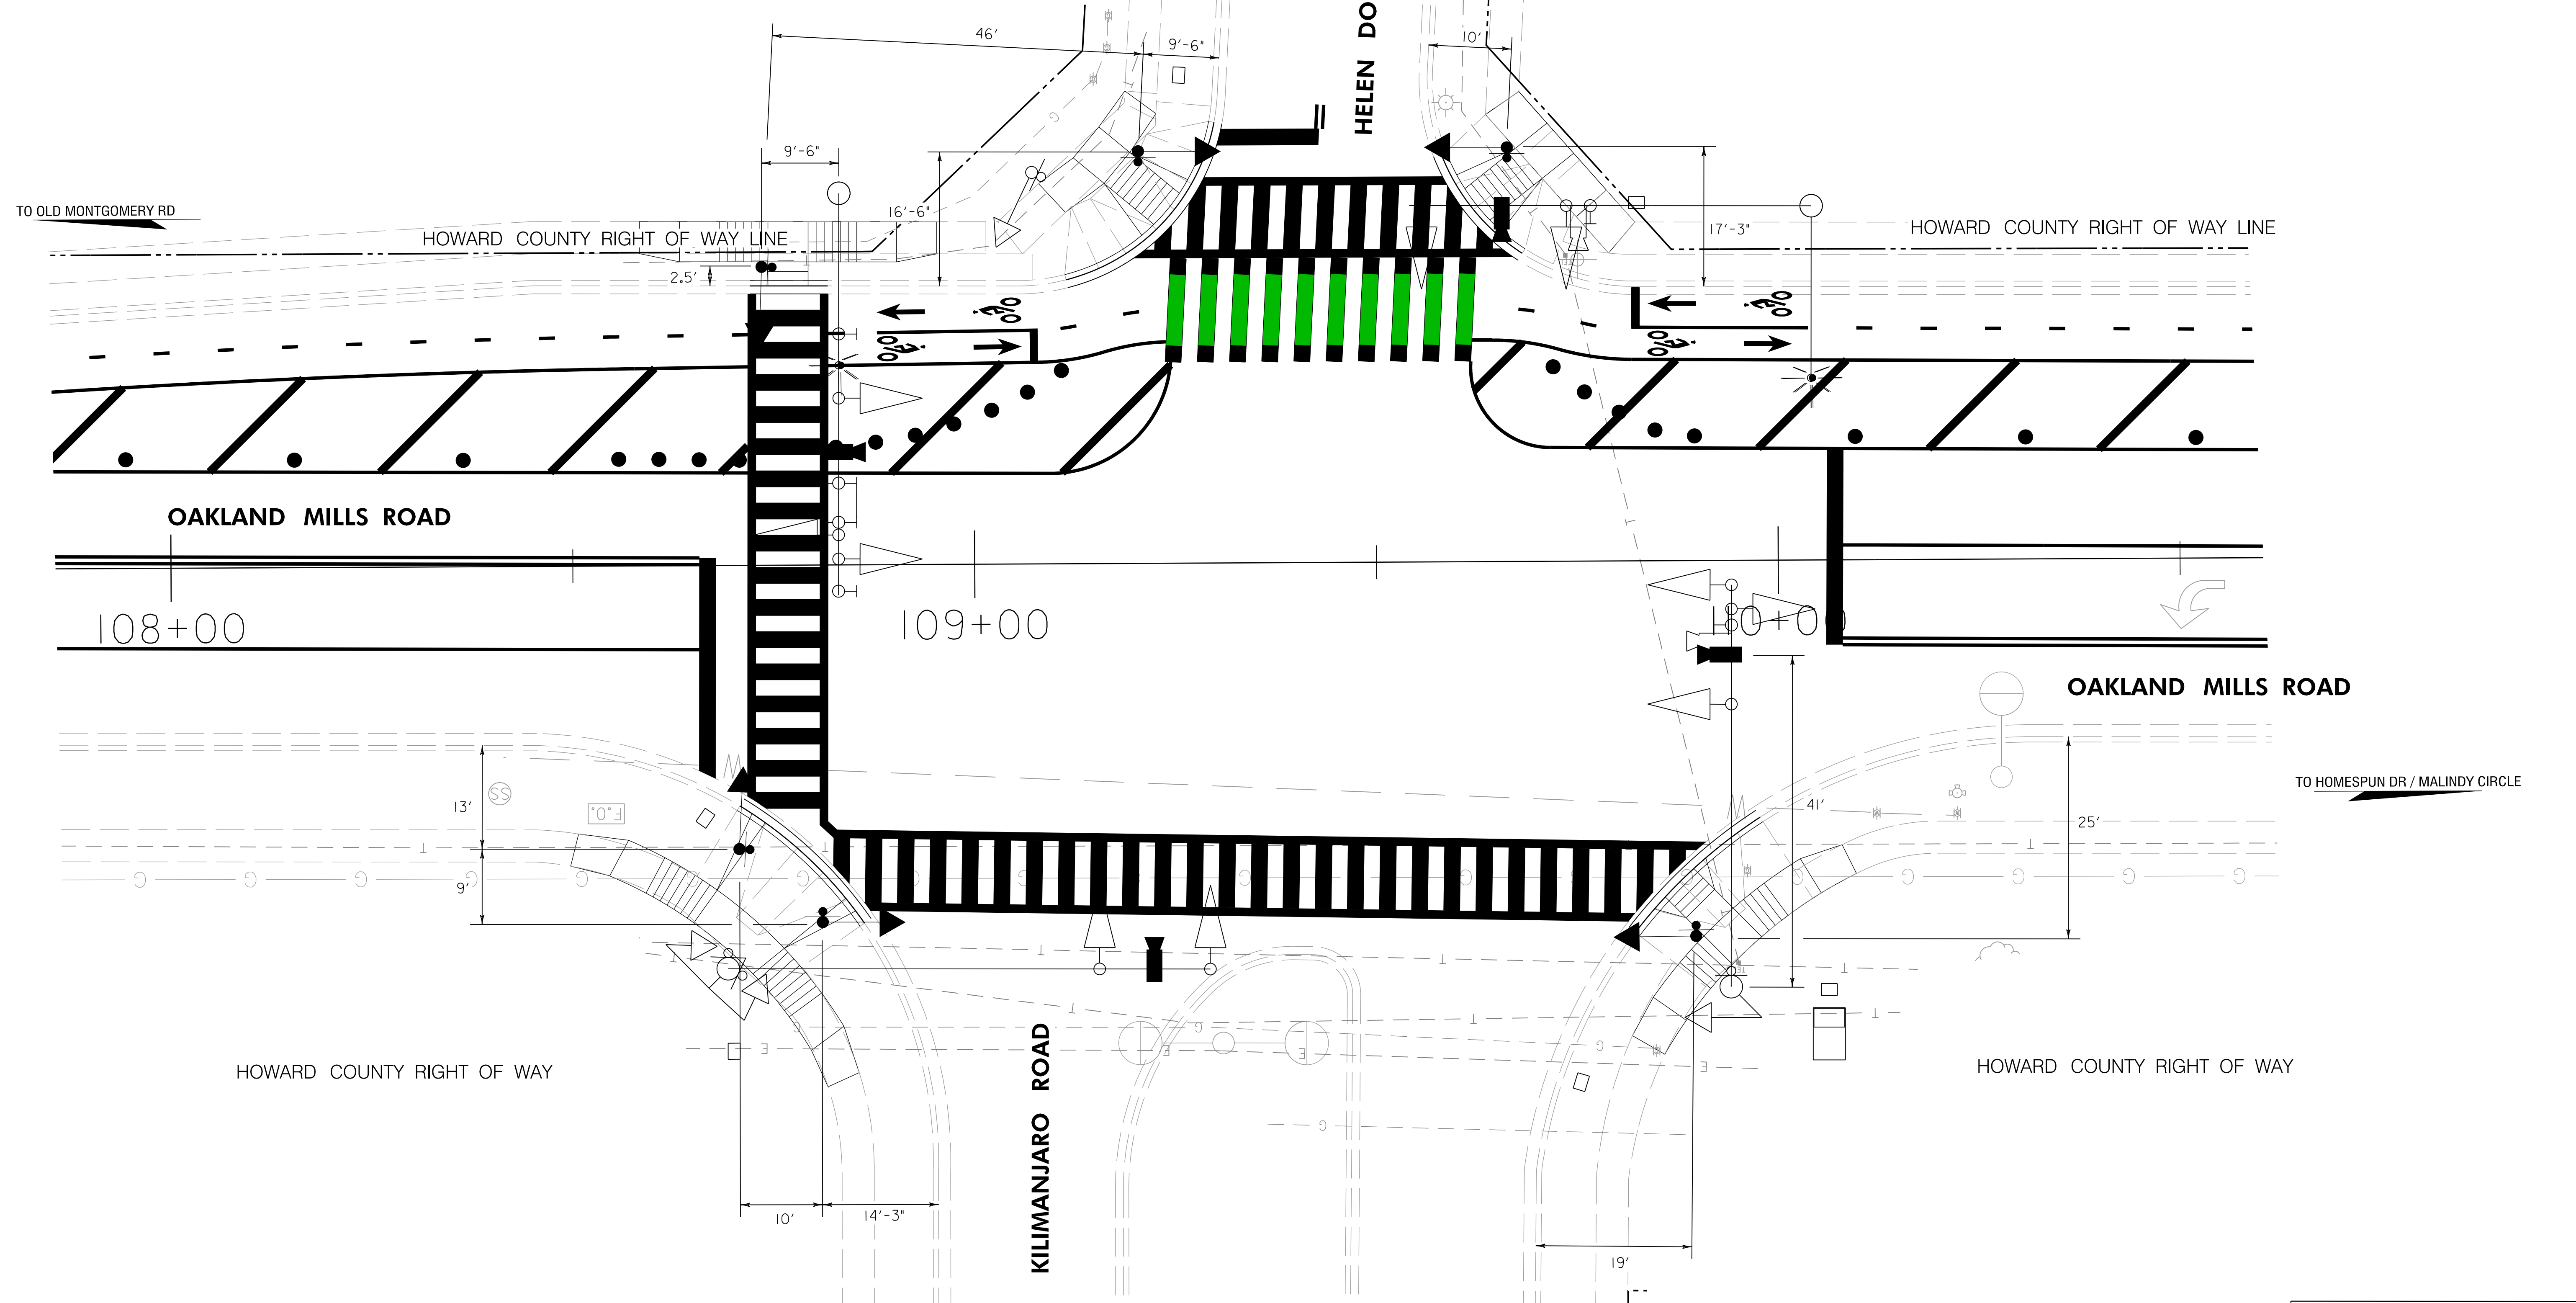 HELEN DO
46'
9'-6"
10'
9'-6"
16'-6"
17'-3"
TO OLD MONTGOMERY RD
HOWARD COUNTY RIGHT OF WAY LINE
HOWARD COUNTY RIGHT OF WAY LINE
2.5'
OAKLAND MILLS ROAD
108+00
109+00
OAKLAND MILLS ROAD
TO HOMESPUN DR / MALINDY CIRCLE
13'
SS
"F.O."
41'
25'
9'
KILIMANJARO ROAD
HOWARD COUNTY RIGHT OF WAY
HOWARD COUNTY RIGHT OF WAY
10'
14'-3"
19'